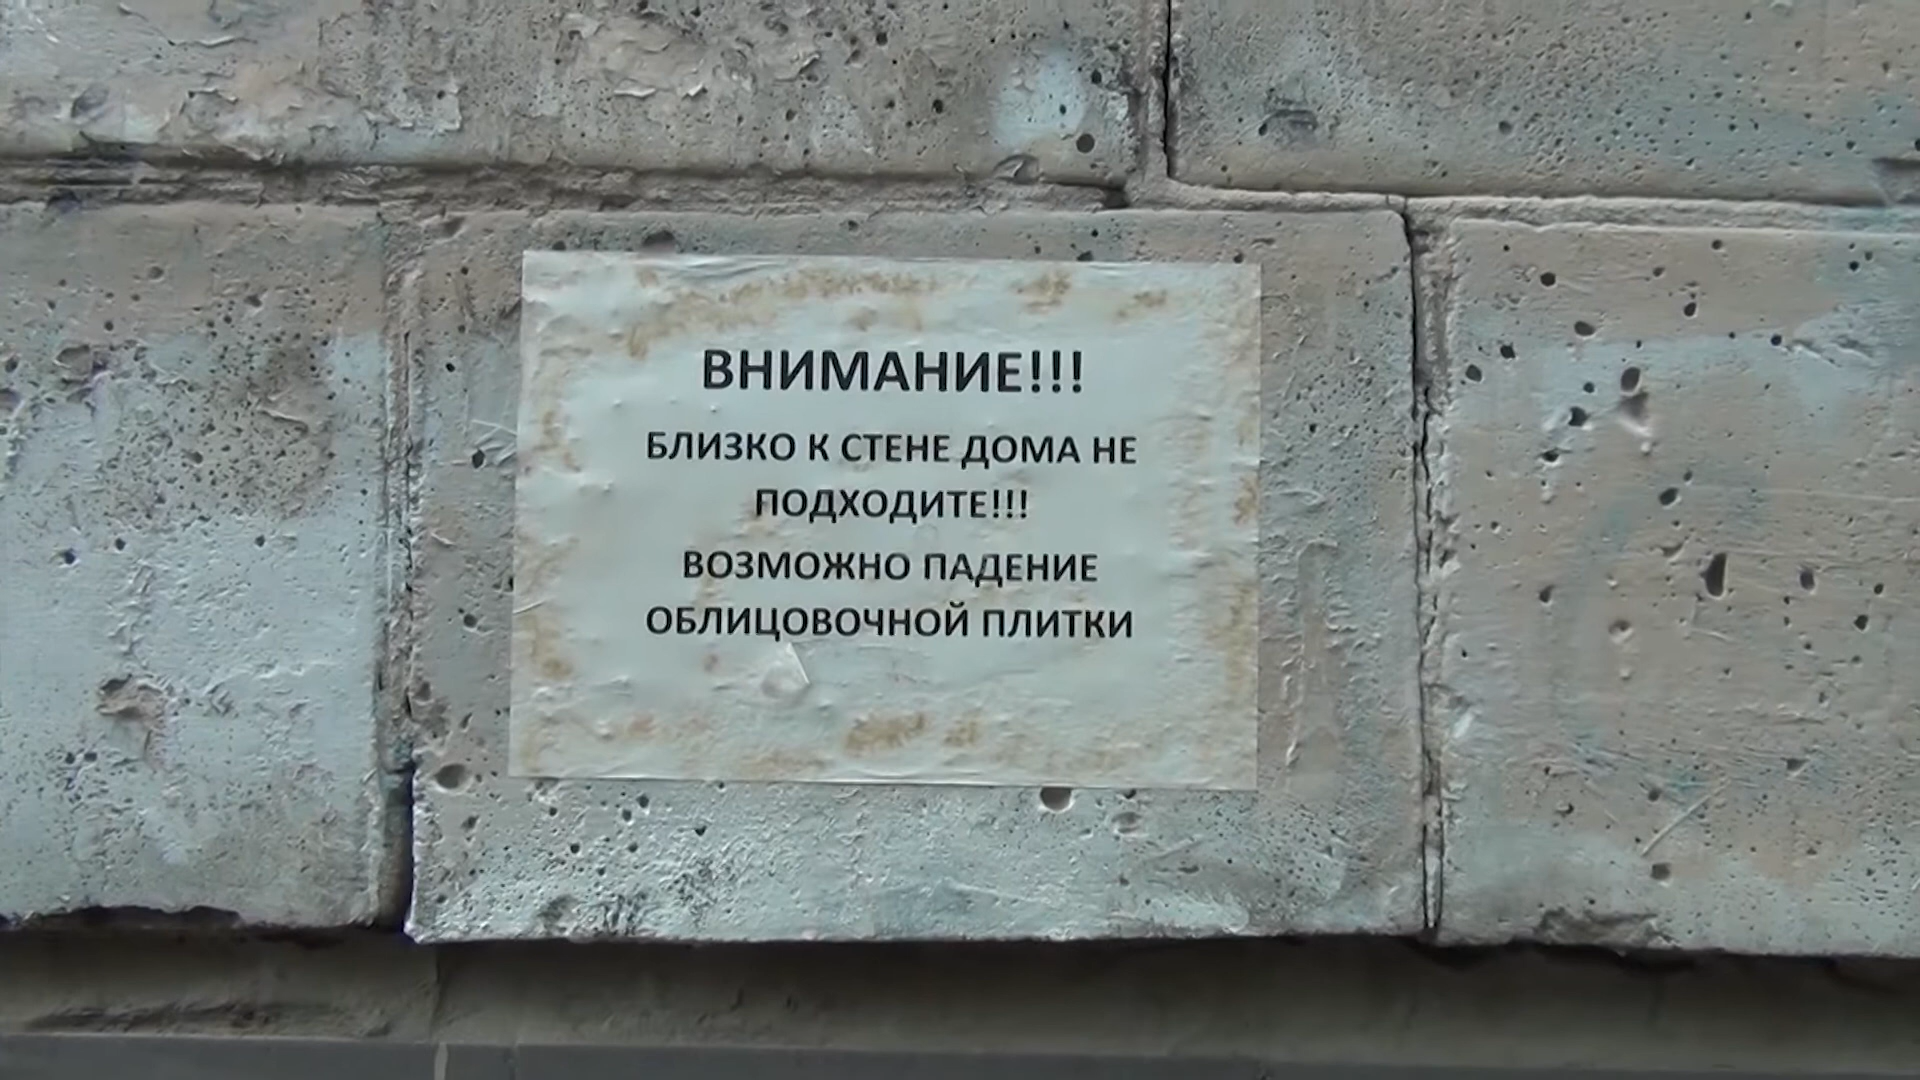 ВНИМАНИЕ!!!
БЛИЗКО К СТЕНЕ ДОМА НЕ
ПОДХОДИТЕ!!!
ВОЗМОЖНО ПАДЕНИЕ
ОБЛИЦОВОЧНОЙ ПЛИТКИ